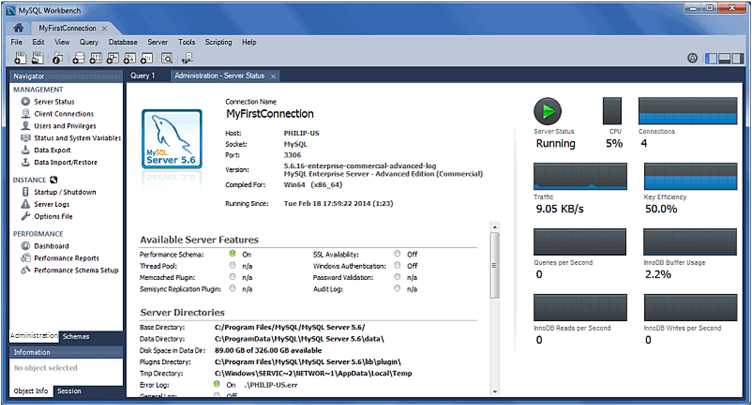 MySQL Workbench
MyFirstConnection ×
File Edit View Query Database Server Tools Scripting Help
Navigator
MANAGEMENT
Server Status
Client Connections
Users and Privileges
Status and System Variables
Data Export
Data Import/Restore
INSTANCE
Startup / Shutdown
Server Logs
Options File
PERFORMANCE
Dashboard
Performance Reports
Performance Schema Setup
Administration Schemas
Information
No object selected
Object Info Session
Query 1 Administration - Server Status ×
MySQL
Server 5.6
Connection Name
MyFirstConnection
Host: PHILIP-US
Socket: MySQL
Port: 3306
Version: 5.6.16-enterprise-commercial-advanced-log
MySQL Enterprise Server - Advanced Edition (Commercial)
Compiled For: Win64 (x86_64)
Running Since: Tue Feb 18 17:59:22 2014 (1:23)
Available Server Features
Performance Schema: On SSL Availability: Off
Thread Pool: n/a Windows Authentication: Off
Memcached Plugin: n/a Password Validation: n/a
Semisync Replication Plugin: n/a Audit Log: n/a
Server Directories
Base Directory: C:/Program Files/MySQL/MySQL Server 5.6/
Data Directory: C:\ProgramData\MySQL\MySQL Server 5.6\data\
Disk Space in Data Dir: 89.00 GB of 326.00 GB available
Plugins Directory: C:/Program Files/MySQL/MySQL Server 5.6\lib\plugin\
Tmp Directory: C:\Windows\SERVIC~2\NETWOR~1\AppData\Local\Temp
Error Log: On .\PHILIP-US.err
General Log: Off
Server Status CPU Connections
Running 5% 4
Traffic Key Efficiency
9.05 KB/s 50.0%
Queries per Second InnoDB Buffer Usage
0 2.2%
InnoDB Reads per Second InnoDB Writes per Second
0 0